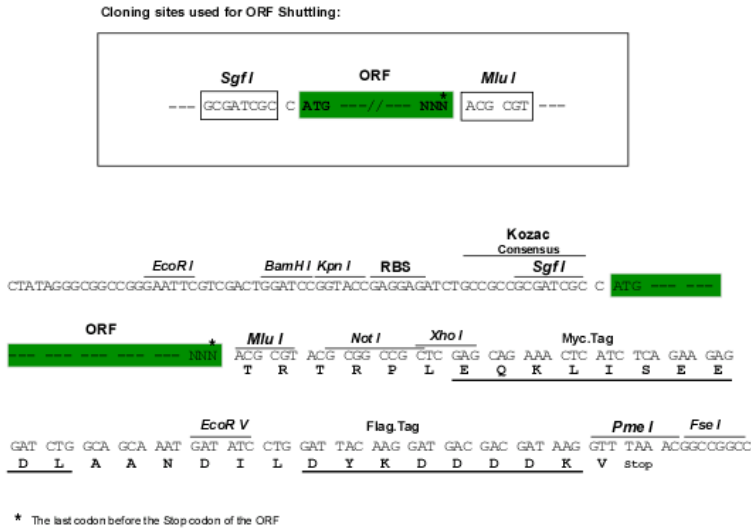 Cloning sites used for ORF Shuttling:
Sgf I ORF Mlu I
--- GCGATCGC C ATG ---//--- NNN* ACG CGT ---
Kozac
Consensus
EcoR I BamH I Kpn I RBS Sgf I
CTATAGGGCGGCCGGGAATTCGTCGACTGGATCCGGTACCGAGGAGATCTGCCGCCGCGATCGC C ATG --- ---
ORF Mlu I Not I Xho I Myc.Tag
--- --- --- --- --- NNN* ACG CGT ACG CGG CCG CTC GAG CAG AAA CTC ATC TCA GAA GAG
T R T R P L E Q K L I S E E
EcoR V Flag.Tag Pme I Fse I
GAT CTG GCA GCA AAT GAT ATC CTG GAT TAC AAG GAT GAC GAC GAT AAG GTT TAA ACGGCCGGCC
D L A A N D I L D Y K D D D D K V Stop
* The last codon before the Stop codon of the ORF